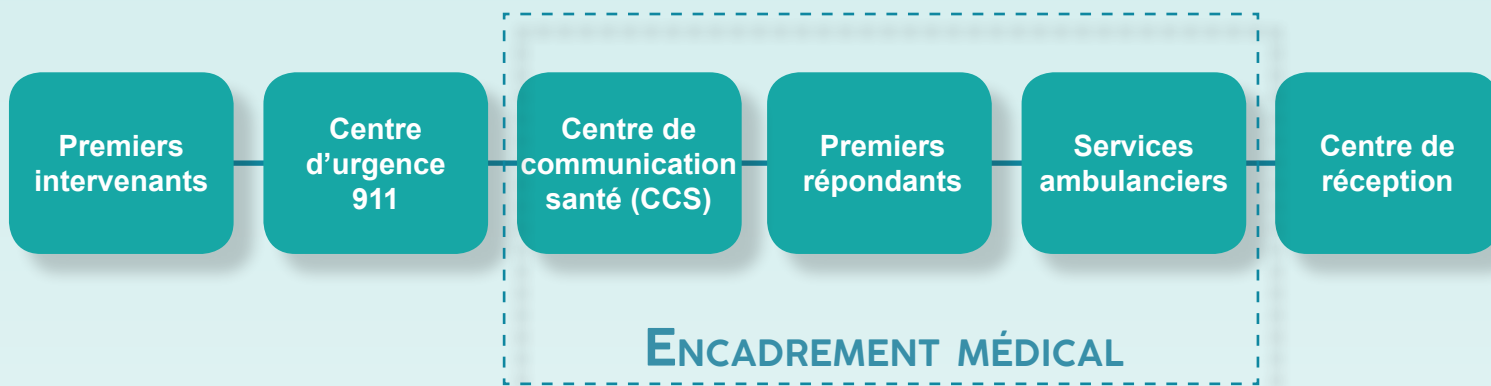 Premiers
intervenants
Centre
d’urgence
911
Centre de
communication
santé (CCS)
Premiers
répondants
Services
ambulanciers
Centre de
réception
ENCADREMENT MÉDICAL